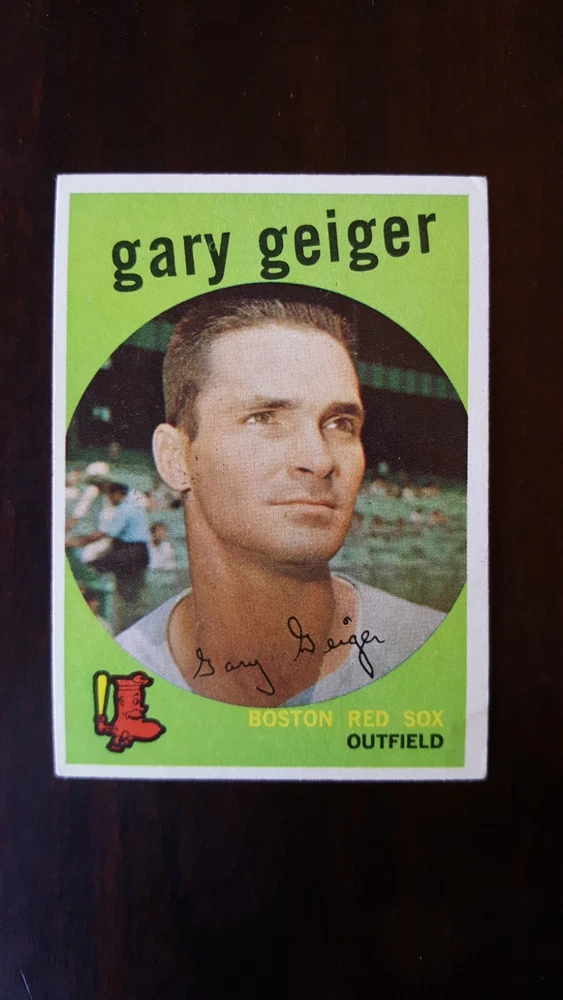 gary geiger
Gary Geiger
BOSTON RED SOX
OUTFIELD